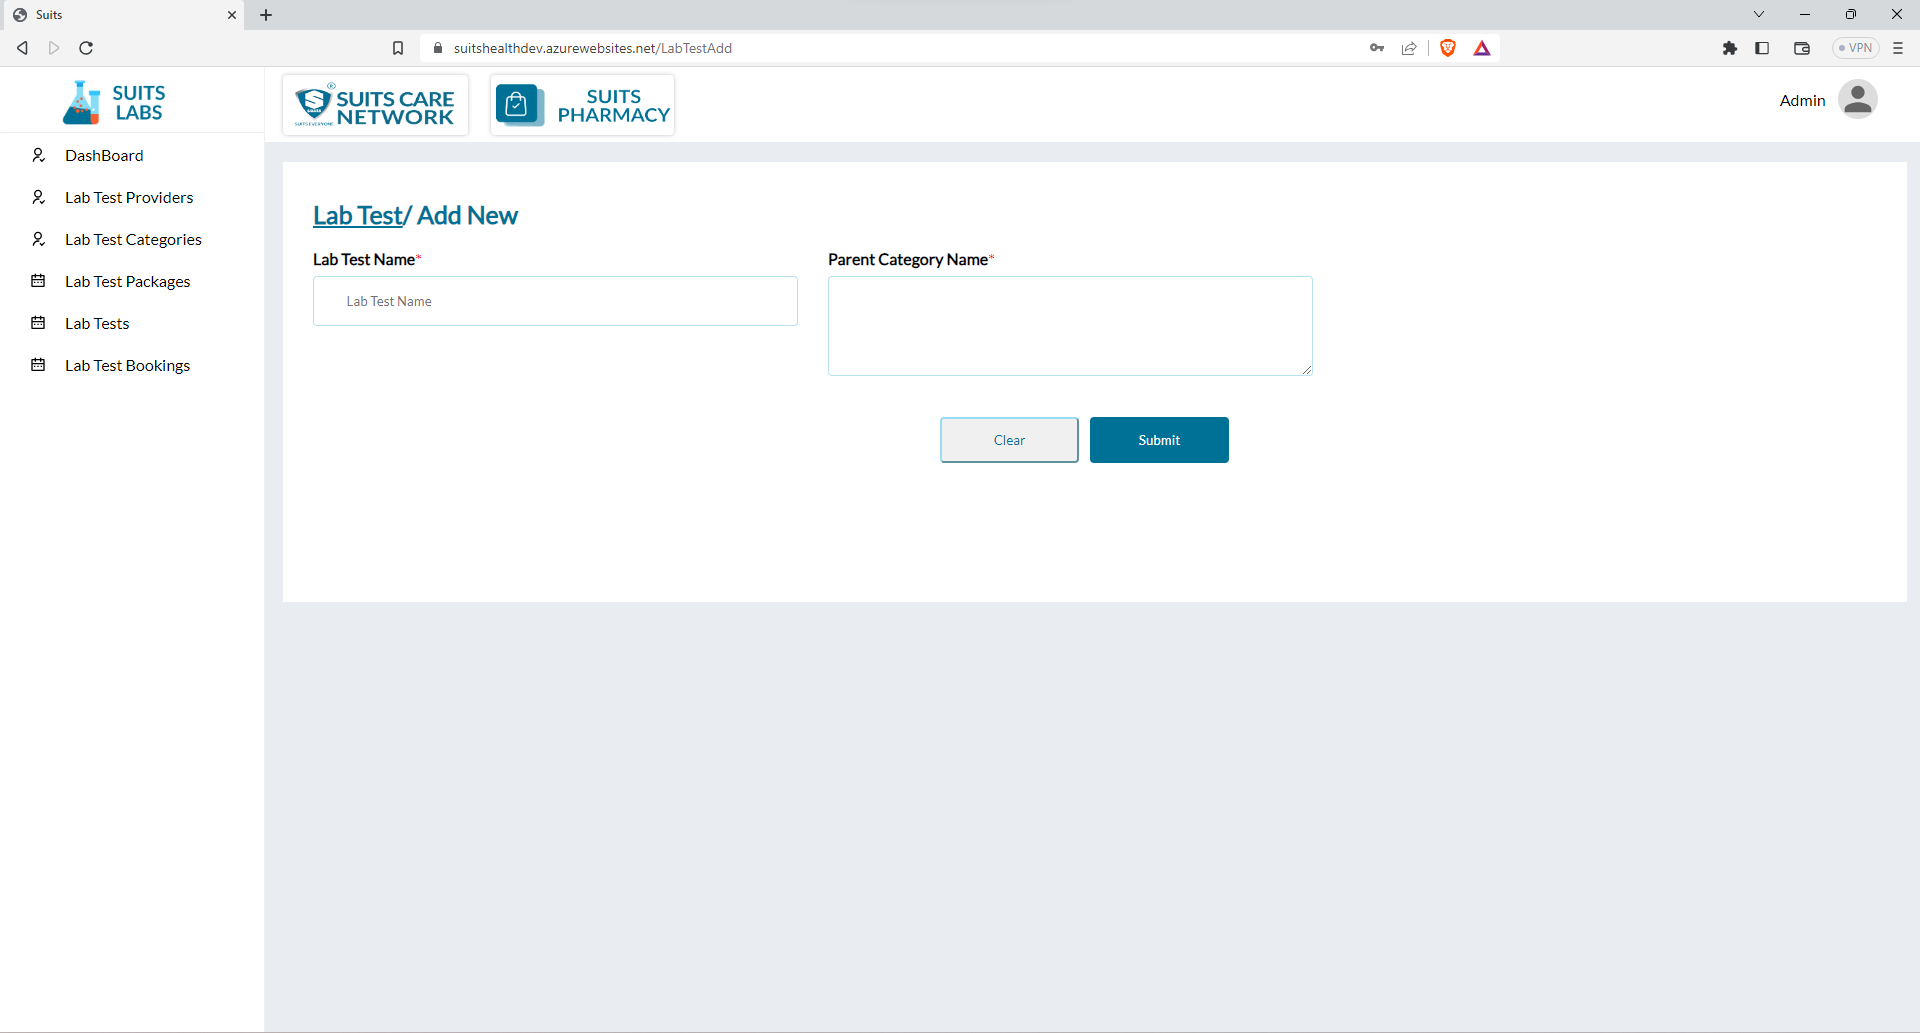 Suits
suitshealthdev.azurewebsites.net/LabTestAdd
VPN
SUITS
LABS
SUITS CARE
NETWORK
SUITS
PHARMACY
Admin
DashBoard
Lab Test Providers
Lab Test Categories
Lab Test Packages
Lab Tests
Lab Test Bookings
Lab Test/ Add New
Lab Test Name*
Parent Category Name*
Lab Test Name
Clear
Submit